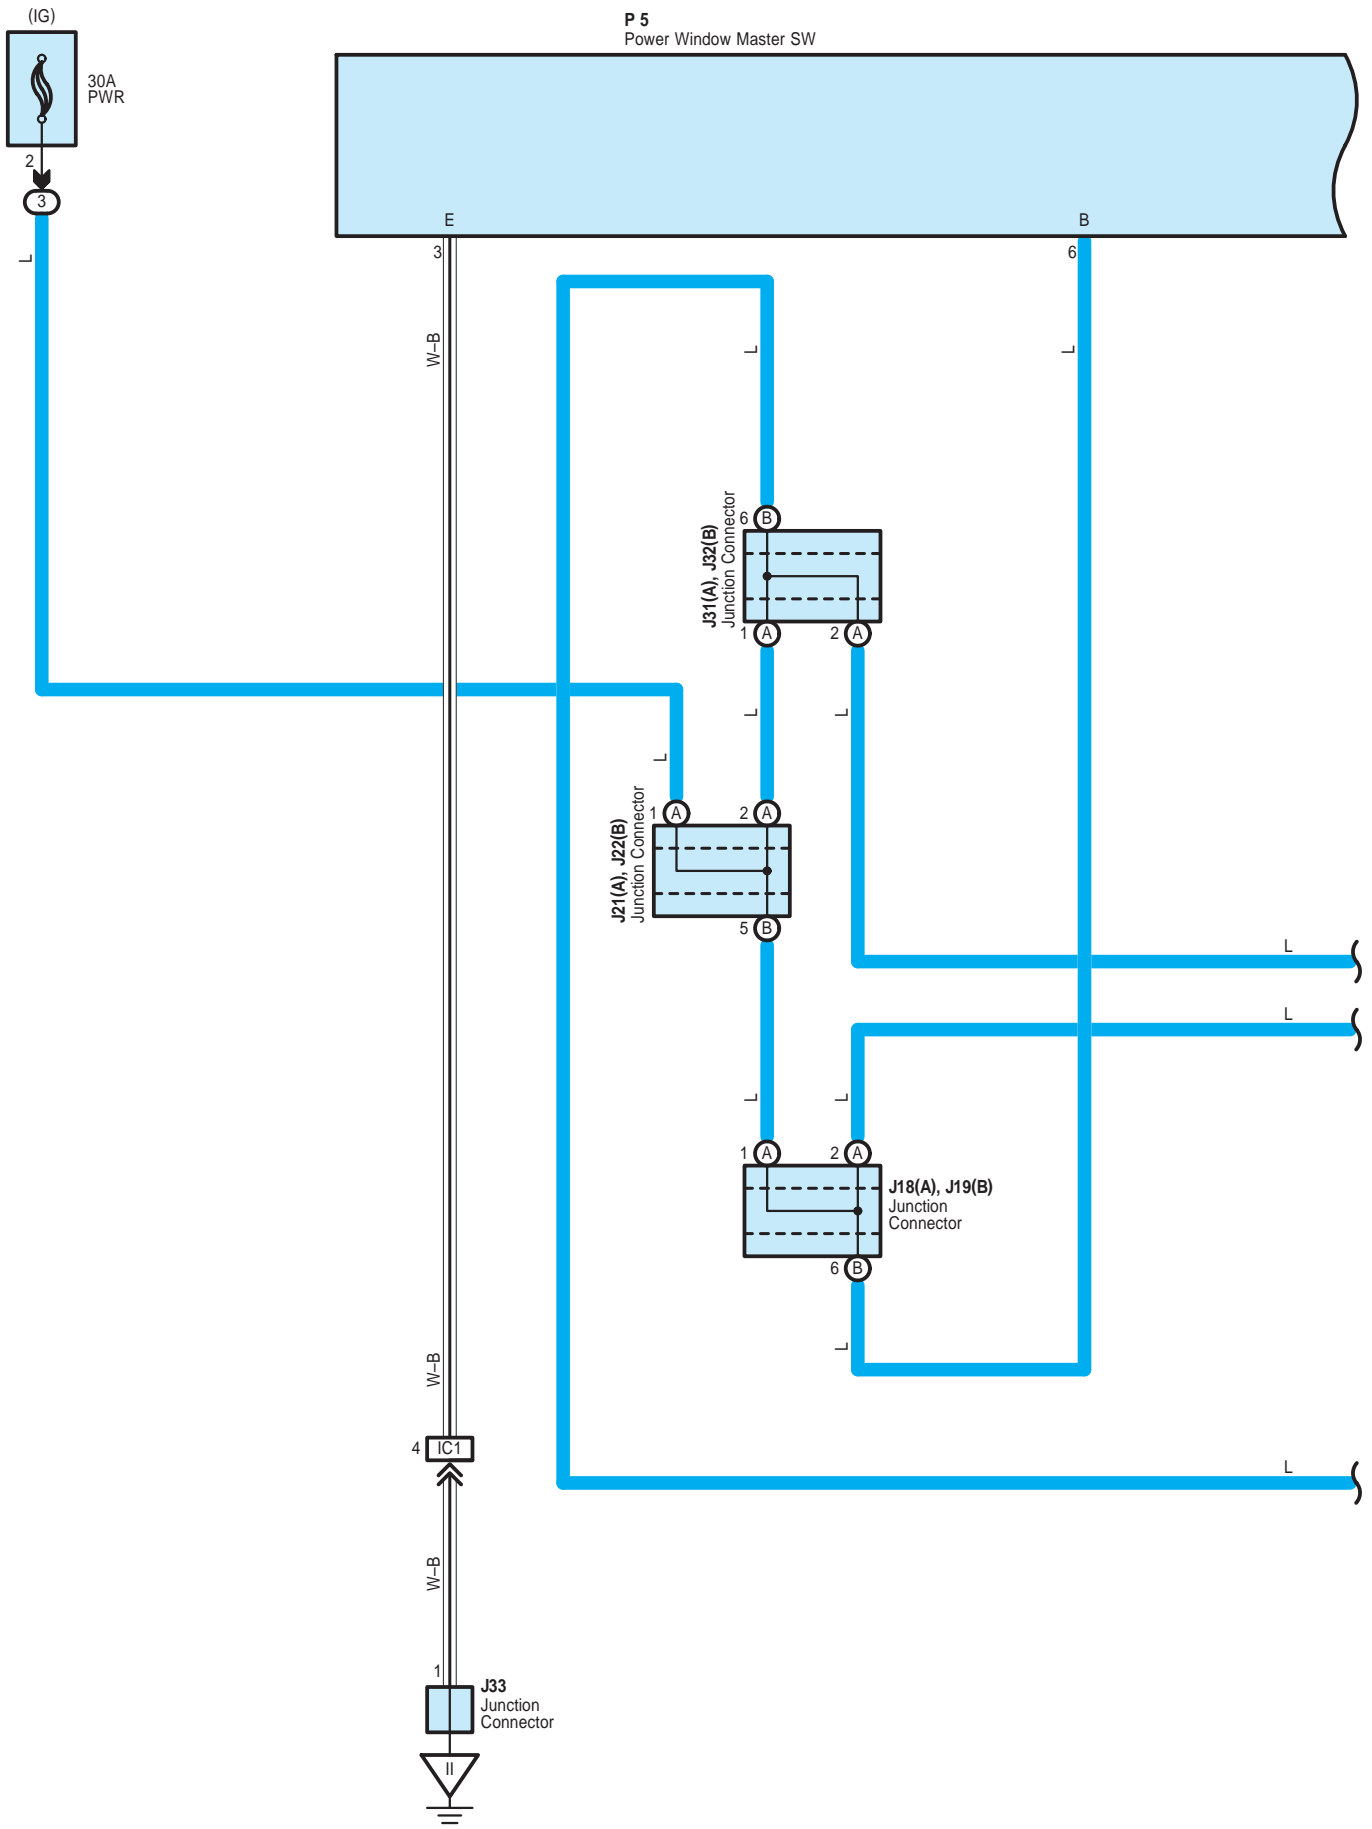 (IG)
30A
PWR
2
3
L
P 5
Power Window Master SW
E
B
3
6
W–B
L
L
6 B
J31(A), J32(B)
Junction Connector
1 A
2 A
L
L
L
1 A
2 A
J21(A), J22(B)
Junction Connector
5 B
L
L
L
L
1 A
2 A
J18(A), J19(B)
Junction
Connector
6 B
L
W–B
4 IC1
L
W–B
1
J33
Junction
Connector
II